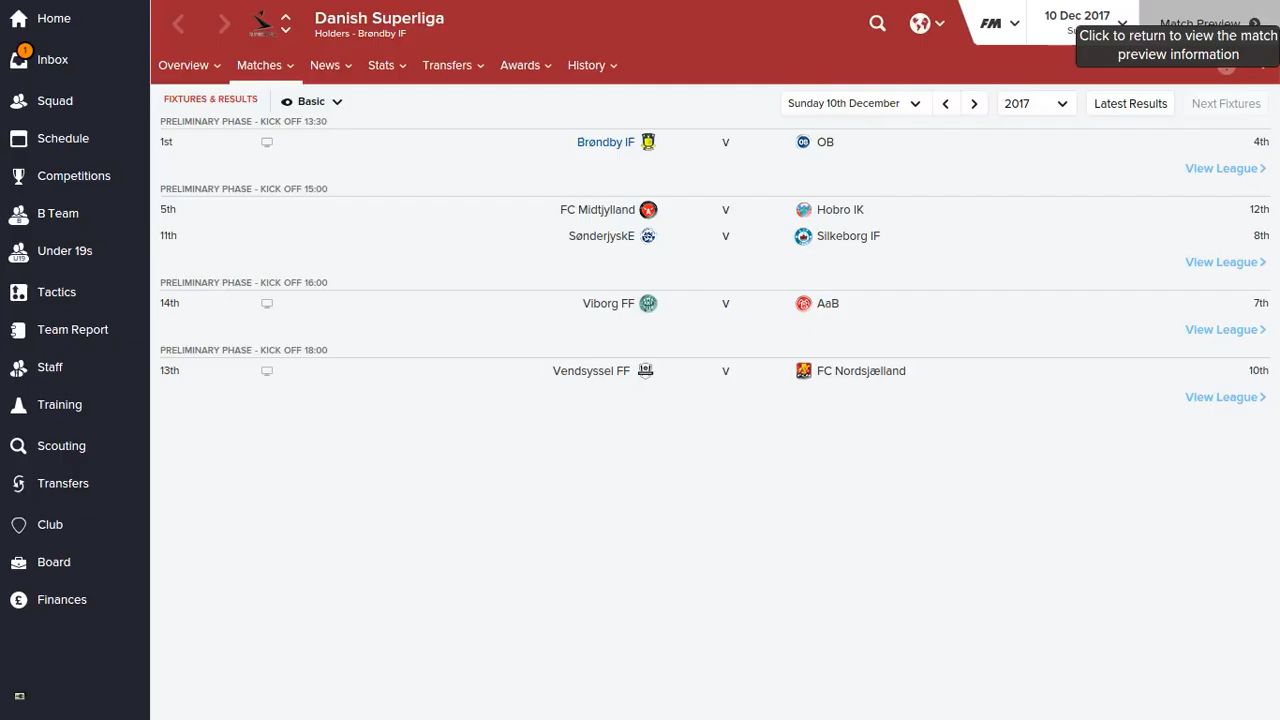 Home
1
Inbox
Squad
Schedule
Competitions
B Team
Under 19s
Tactics
Team Report
Staff
Training
Scouting
Transfers
Club
Board
Finances
Danish Superliga
Holders - Brøndby IF
FM
10 Dec 2017
Match Preview
Click to return to view the match
preview information
Overview Matches News Stats Transfers Awards History
FIXTURES & RESULTS Basic Sunday 10th December 2017 Latest Results Next Fixtures
PRELIMINARY PHASE - KICK OFF 13:30
1st Brøndby IF V OB 4th
View League
PRELIMINARY PHASE - KICK OFF 15:00
5th FC Midtjylland V Hobro IK 12th
11th SønderjyskE V Silkeborg IF 8th
View League
PRELIMINARY PHASE - KICK OFF 16:00
14th Viborg FF V AaB 7th
View League
PRELIMINARY PHASE - KICK OFF 18:00
13th Vendsyssel FF V FC Nordsjælland 10th
View League